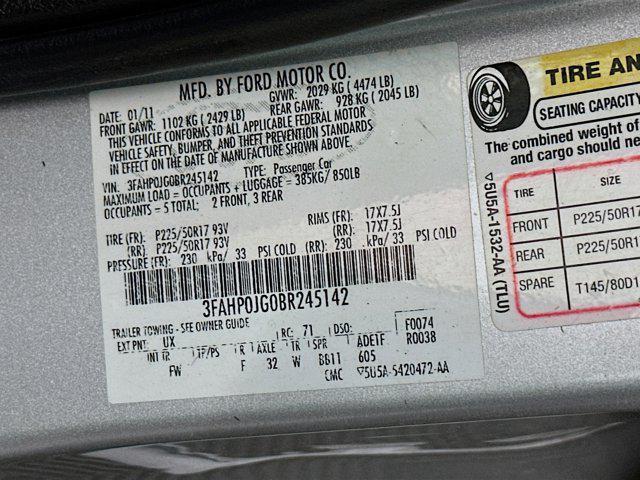 MFD. BY FORD MOTOR CO.
DATE: 01/11 GVWR: 2029 KG ( 4474 LB)
FRONT GAWR: 1102 KG ( 2429 LB) REAR GAWR: 928 KG ( 2045 LB)
THIS VEHICLE CONFORMS TO ALL APPLICABLE FEDERAL MOTOR
VEHICLE SAFETY, BUMPER, AND THEFT PREVENTION STANDARDS
IN EFFECT ON THE DATE OF MANUFACTURE SHOWN ABOVE.
VIN: 3FAHP0JG0BR245142 TYPE: Passenger Car
MAXIMUM LOAD = OCCUPANTS + LUGGAGE = 385KG/ 850LB
OCCUPANTS = 5 TOTAL: 2 FRONT, 3 REAR
TIRE (FR): P225/50R17 93V RIMS (FR): 17X7.5J
(RR): P225/50R17 93V (RR): 17X7.5J
PRESSURE (FR): 230 kPa/ 33 PSI COLD (RR): 230 kPa/ 33 PSI COLD
3FAHP0JG0BR245142
TRAILER TOWING - SEE OWNER GUIDE
EXT PNT: UX RC: 71 DSO: F0074
R0038
INT TR TP/PS R AXLE TR SPR ADETF
FW F 32 W BB11 605
CMC ▽5U5A-5420472-AA
TIRE AN
SEATING CAPACITY
The combined weight of
and cargo should ne
▽5U5A-1532-AA (TLU)
TIRE SIZE
FRONT P225/50R17
REAR P225/50R1
SPARE T145/80D1